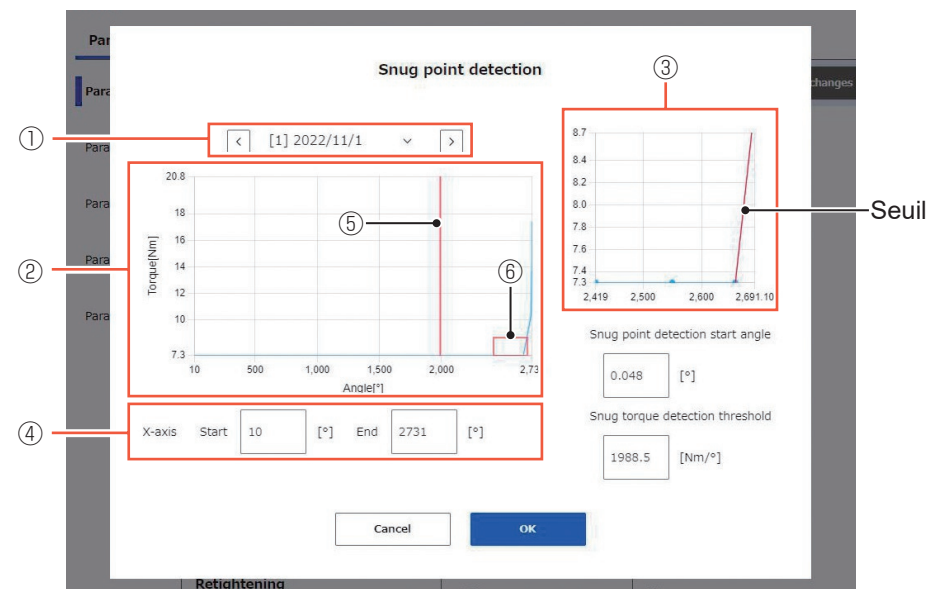 Par
Snug point detection
③
Para
changes
①
[1] 2022/11/1
Para
8.7
8.4
8.2
8.0
7.8
7.6
7.4
7.3
2,419 2,500 2,600 2,691.10
Seuil
②
Para
Para
Para
Torque[Nm]
20.8
18
16
14
12
10
7.3
⑤
⑥
10 500 1,000 1,500 2,000 2,73
Angle[°]
Snug point detection start angle
0.048 [°]
④
X-axis Start 10 [°] End 2731 [°]
Snug torque detection threshold
1988.5 [Nm/°]
Cancel OK
Retightening